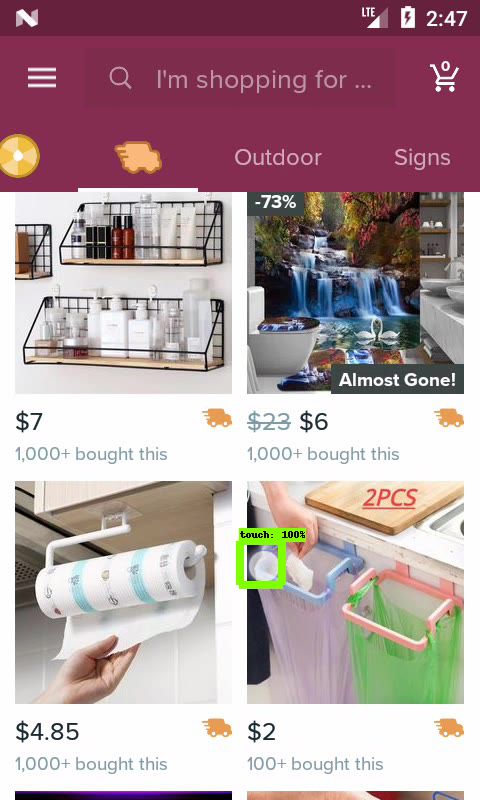 LTE
2:47
I'm shopping for ...
0
Outdoor
Signs
-73%
Almost Gone!
$7
$23 $6
1,000+ bought this
1,000+ bought this
2PCS
touch: 100%
$4.85
$2
1,000+ bought this
100+ bought this